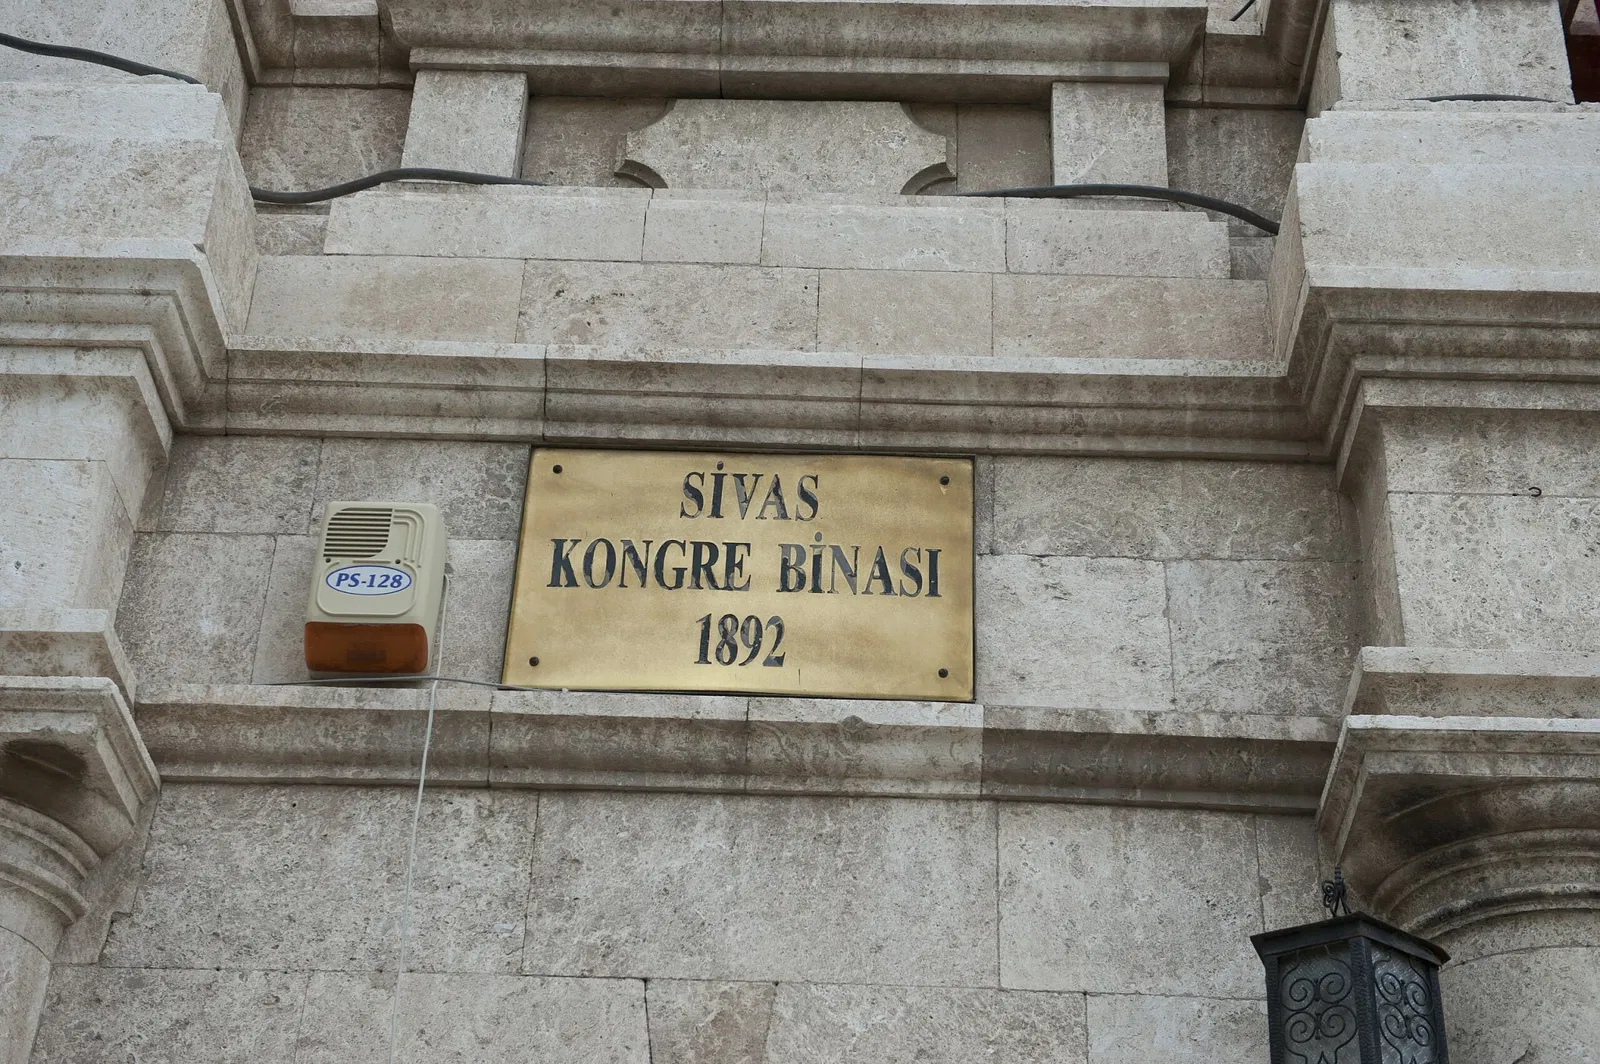 SİVAS
KONGRE BİNASI
1892
PS-128